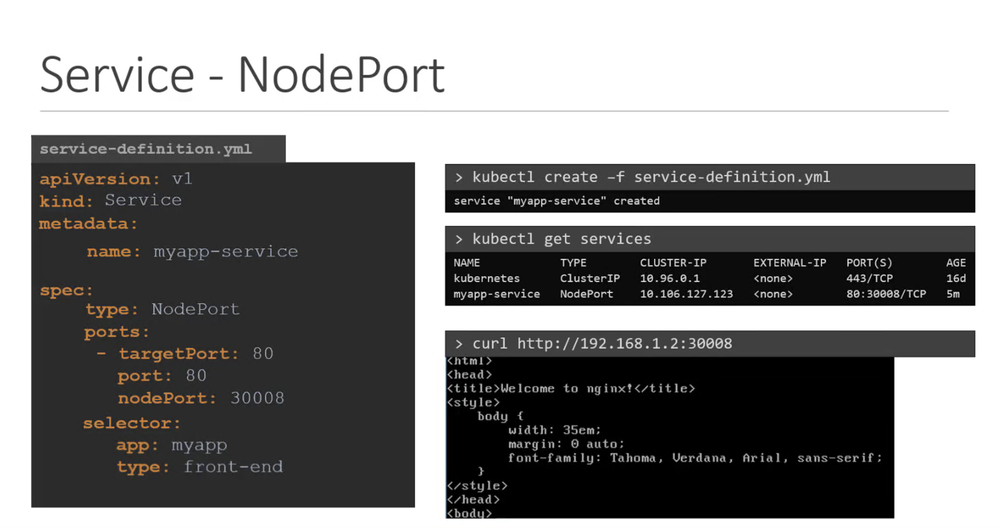 Service - NodePort
service-definition.yml
apiVersion: v1
kind: Service
metadata:
name: myapp-service
spec:
type: NodePort
ports:
- targetPort: 80
port: 80
nodePort: 30008
selector:
app: myapp
type: front-end
> kubectl create –f service-definition.yml
service "myapp-service" created
> kubectl get services
NAME TYPE CLUSTER-IP EXTERNAL-IP PORT(S) AGE
kubernetes ClusterIP 10.96.0.1 <none> 443/TCP 16d
myapp-service NodePort 10.106.127.123 <none> 80:30008/TCP 5m
> curl http://192.168.1.2:30008
<html>
<head>
<title>Welcome to nginx!</title>
<style>
body {
width: 35em;
margin: 0 auto;
font-family: Tahoma, Verdana, Arial, sans-serif;
}
</style>
</head>
<body>